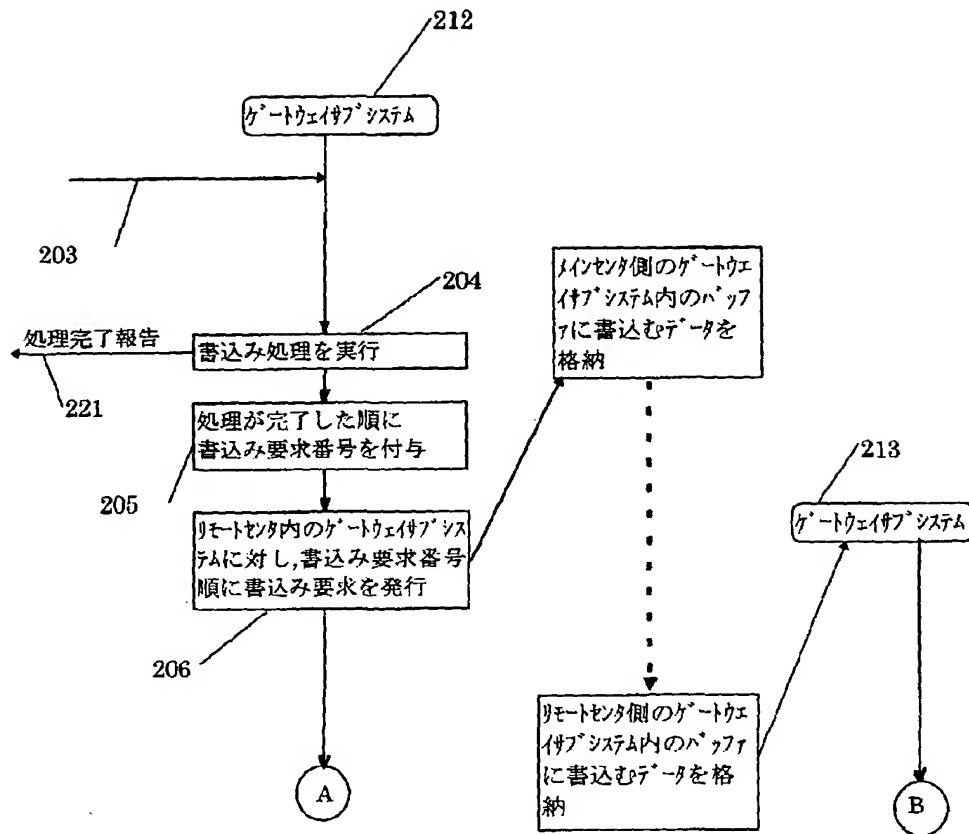 212
ｹﾞｰﾄｳｪｲｻﾌﾞｼｽﾃﾑ
203
204
処理完了報告
書込み処理を実行
221
処理が完了した順に
書込み要求番号を付与
205
ﾘﾓｰﾄｾﾝﾀ内のｹﾞｰﾄｳｪｲｻﾌﾞｼｽ
ﾃﾑに対し,書込み要求番号
順に書込み要求を発行
206
A
ﾒｲﾝｾﾝﾀ側のｹﾞｰﾄｳｴ
ｲｻﾌﾞｼｽﾃﾑ内のﾊﾞｯﾌ
ｧに書込むﾃﾞｰﾀを
格納
213
ｹﾞｰﾄｳｪｲｻﾌﾞｼｽﾃﾑ
ﾘﾓｰﾄｾﾝﾀ側のｹﾞｰﾄｳｴ
ｲｻﾌﾞｼｽﾃﾑ内のﾊﾞｯﾌｧ
に書込むﾃﾞｰﾀを格
納
B